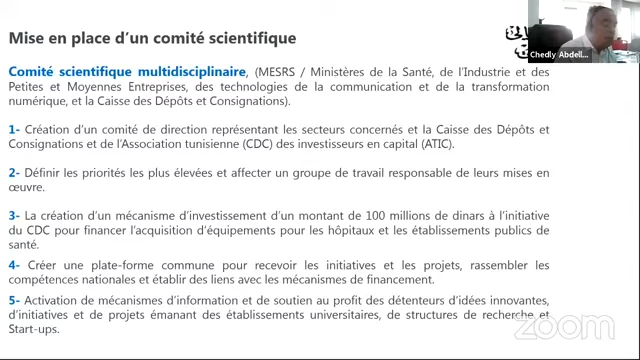 Mise en place d’un comité scientifique
Chedly Abdell...
Comité scientifique multidisciplinaire, (MESRS / Ministères de la Santé, de l’Industrie et des
Petites et Moyennes Entreprises, des technologies de la communication et de la transformation
numérique, et la Caisse des Dépôts et Consignations).
1- Création d’un comité de direction représentant les secteurs concernés et la Caisse des Dépôts et
Consignations et de l’Association tunisienne (CDC) des investisseurs en capital (ATIC).
2- Définir les priorités les plus élevées et affecter un groupe de travail responsable de leurs mises en
œuvre.
3- La création d’un mécanisme d’investissement d’un montant de 100 millions de dinars à l’initiative
du CDC pour financer l’acquisition d’équipements pour les hôpitaux et les établissements publics de
santé.
4- Créer une plate-forme commune pour recevoir les initiatives et les projets, rassembler les
compétences nationales et établir des liens avec les mécanismes de financement.
5- Activation de mécanismes d’information et de soutien au profit des détenteurs d’idées innovantes,
d’initiatives et de projets émanant des établissements universitaires, de structures de recherche et
Start-ups.
zoom